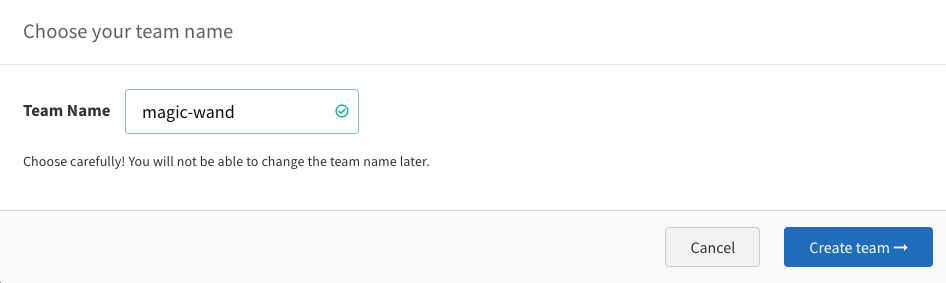 Choose your team name
Team Name magic-wand
Choose carefully! You will not be able to change the team name later.
Cancel Create team →